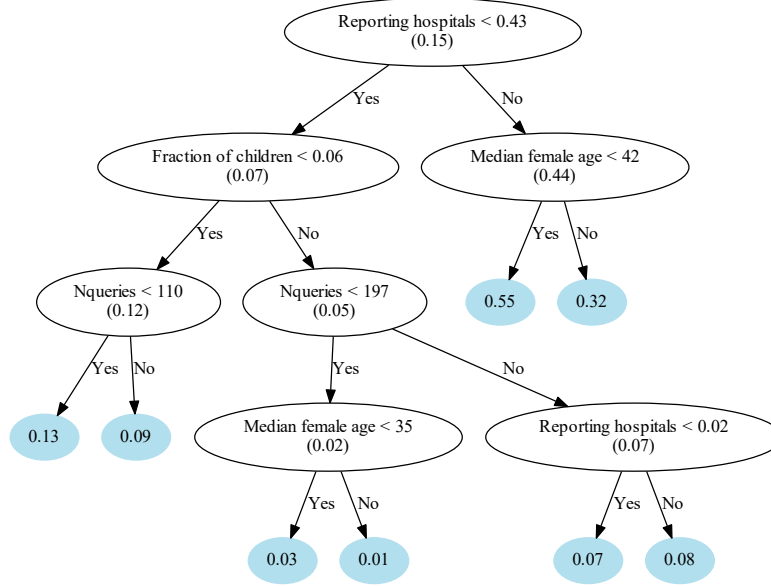 Reporting hospitals < 0.43
(0.15)
Yes
No
Fraction of children < 0.06
(0.07)
Median female age < 42
(0.44)
Yes
No
Yes
No
Nqueries < 110
(0.12)
Nqueries < 197
(0.05)
0.55
0.32
Yes
No
Yes
No
0.13
0.09
Median female age < 35
(0.02)
Reporting hospitals < 0.02
(0.07)
Yes
No
Yes
No
0.03
0.01
0.07
0.08